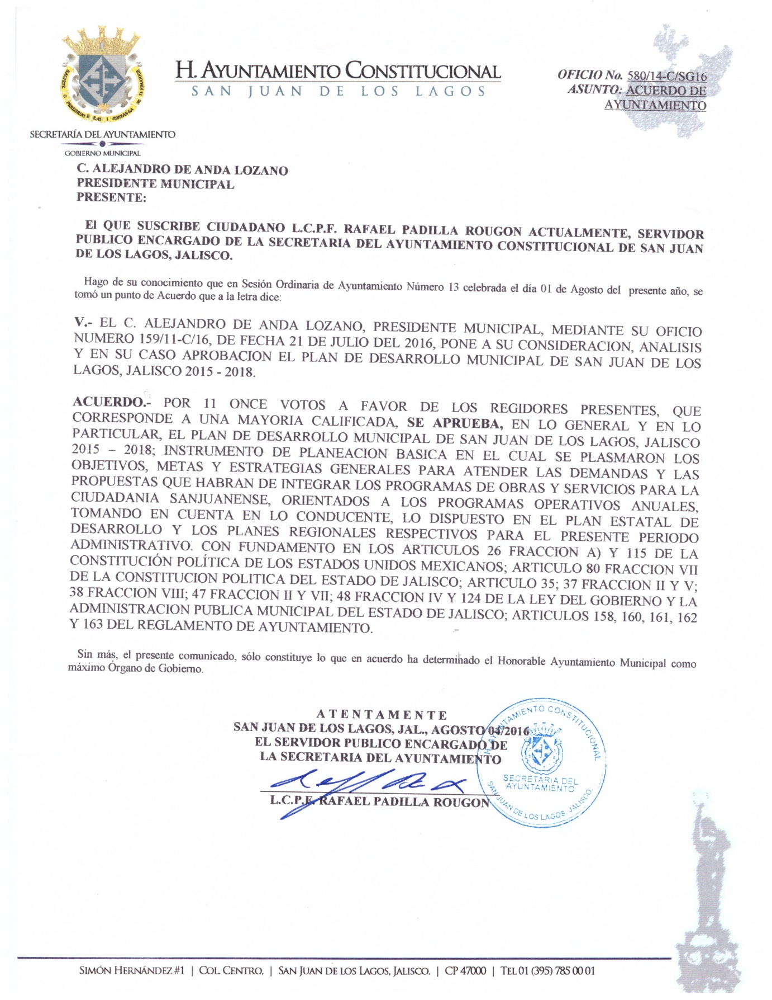 H. AYUNTAMIENTO CONSTITUCIONAL
SAN JUAN DE LOS LAGOS
OFICIO No. 580/14-C/SG16
ASUNTO: ACUERDO DE
AYUNTAMIENTO
SECRETARÍA DEL AYUNTAMIENTO
GOBIERNO MUNICIPAL
C. ALEJANDRO DE ANDA LOZANO
PRESIDENTE MUNICIPAL
PRESENTE:
El QUE SUSCRIBE CIUDADANO L.C.P.F. RAFAEL PADILLA ROUGON ACTUALMENTE, SERVIDOR
PUBLICO ENCARGADO DE LA SECRETARIA DEL AYUNTAMIENTO CONSTITUCIONAL DE SAN JUAN
DE LOS LAGOS, JALISCO.
Hago de su conocimiento que en Sesión Ordinaria de Ayuntamiento Número 13 celebrada el día 01 de Agosto del presente año, se
tomó un punto de Acuerdo que a la letra dice:
V.- EL C. ALEJANDRO DE ANDA LOZANO, PRESIDENTE MUNICIPAL, MEDIANTE SU OFICIO
NUMERO 159/11-C/16, DE FECHA 21 DE JULIO DEL 2016, PONE A SU CONSIDERACION, ANALISIS
Y EN SU CASO APROBACION EL PLAN DE DESARROLLO MUNICIPAL DE SAN JUAN DE LOS
LAGOS, JALISCO 2015 - 2018.
ACUERDO.- POR 11 ONCE VOTOS A FAVOR DE LOS REGIDORES PRESENTES, QUE
CORRESPONDE A UNA MAYORIA CALIFICADA, SE APRUEBA, EN LO GENERAL Y EN LO
PARTICULAR, EL PLAN DE DESARROLLO MUNICIPAL DE SAN JUAN DE LOS LAGOS, JALISCO
2015 – 2018; INSTRUMENTO DE PLANEACION BASICA EN EL CUAL SE PLASMARON LOS
OBJETIVOS, METAS Y ESTRATEGIAS GENERALES PARA ATENDER LAS DEMANDAS Y LAS
PROPUESTAS QUE HABRAN DE INTEGRAR LOS PROGRAMAS DE OBRAS Y SERVICIOS PARA LA
CIUDADANIA SANJUANENSE, ORIENTADOS A LOS PROGRAMAS OPERATIVOS ANUALES,
TOMANDO EN CUENTA EN LO CONDUCENTE, LO DISPUESTO EN EL PLAN ESTATAL DE
DESARROLLO Y LOS PLANES REGIONALES RESPECTIVOS PARA EL PRESENTE PERIODO
ADMINISTRATIVO. CON FUNDAMENTO EN LOS ARTICULOS 26 FRACCION A) Y 115 DE LA
CONSTITUCIÓN POLÍTICA DE LOS ESTADOS UNIDOS MEXICANOS; ARTICULO 80 FRACCION VII
DE LA CONSTITUCION POLITICA DEL ESTADO DE JALISCO; ARTICULO 35; 37 FRACCION II Y V;
38 FRACCION VIII; 47 FRACCION II Y VII; 48 FRACCION IV Y 124 DE LA LEY DEL GOBIERNO Y LA
ADMINISTRACION PUBLICA MUNICIPAL DEL ESTADO DE JALISCO; ARTICULOS 158, 160, 161, 162
Y 163 DEL REGLAMENTO DE AYUNTAMIENTO.
Sin más, el presente comunicado, sólo constituye lo que en acuerdo ha determinado el Honorable Ayuntamiento Municipal como
máximo Órgano de Gobierno.
A T E N T A M E N T E
SAN JUAN DE LOS LAGOS, JAL., AGOSTO 04/2016
EL SERVIDOR PUBLICO ENCARGADO DE
LA SECRETARIA DEL AYUNTAMIENTO
L.C.P.F. RAFAEL PADILLA ROUGON
H. AYUNTAMIENTO CONSTITUCIONAL
SECRETARIA DEL
AYUNTAMIENTO
SAN JUAN DE LOS LAGOS, JALISCO.
SIMÓN HERNÁNDEZ #1 | COL. CENTRO, | SAN JUAN DE LOS LAGOS, JALISCO. | CP 47000 | TEL 01 (395) 785 00 01